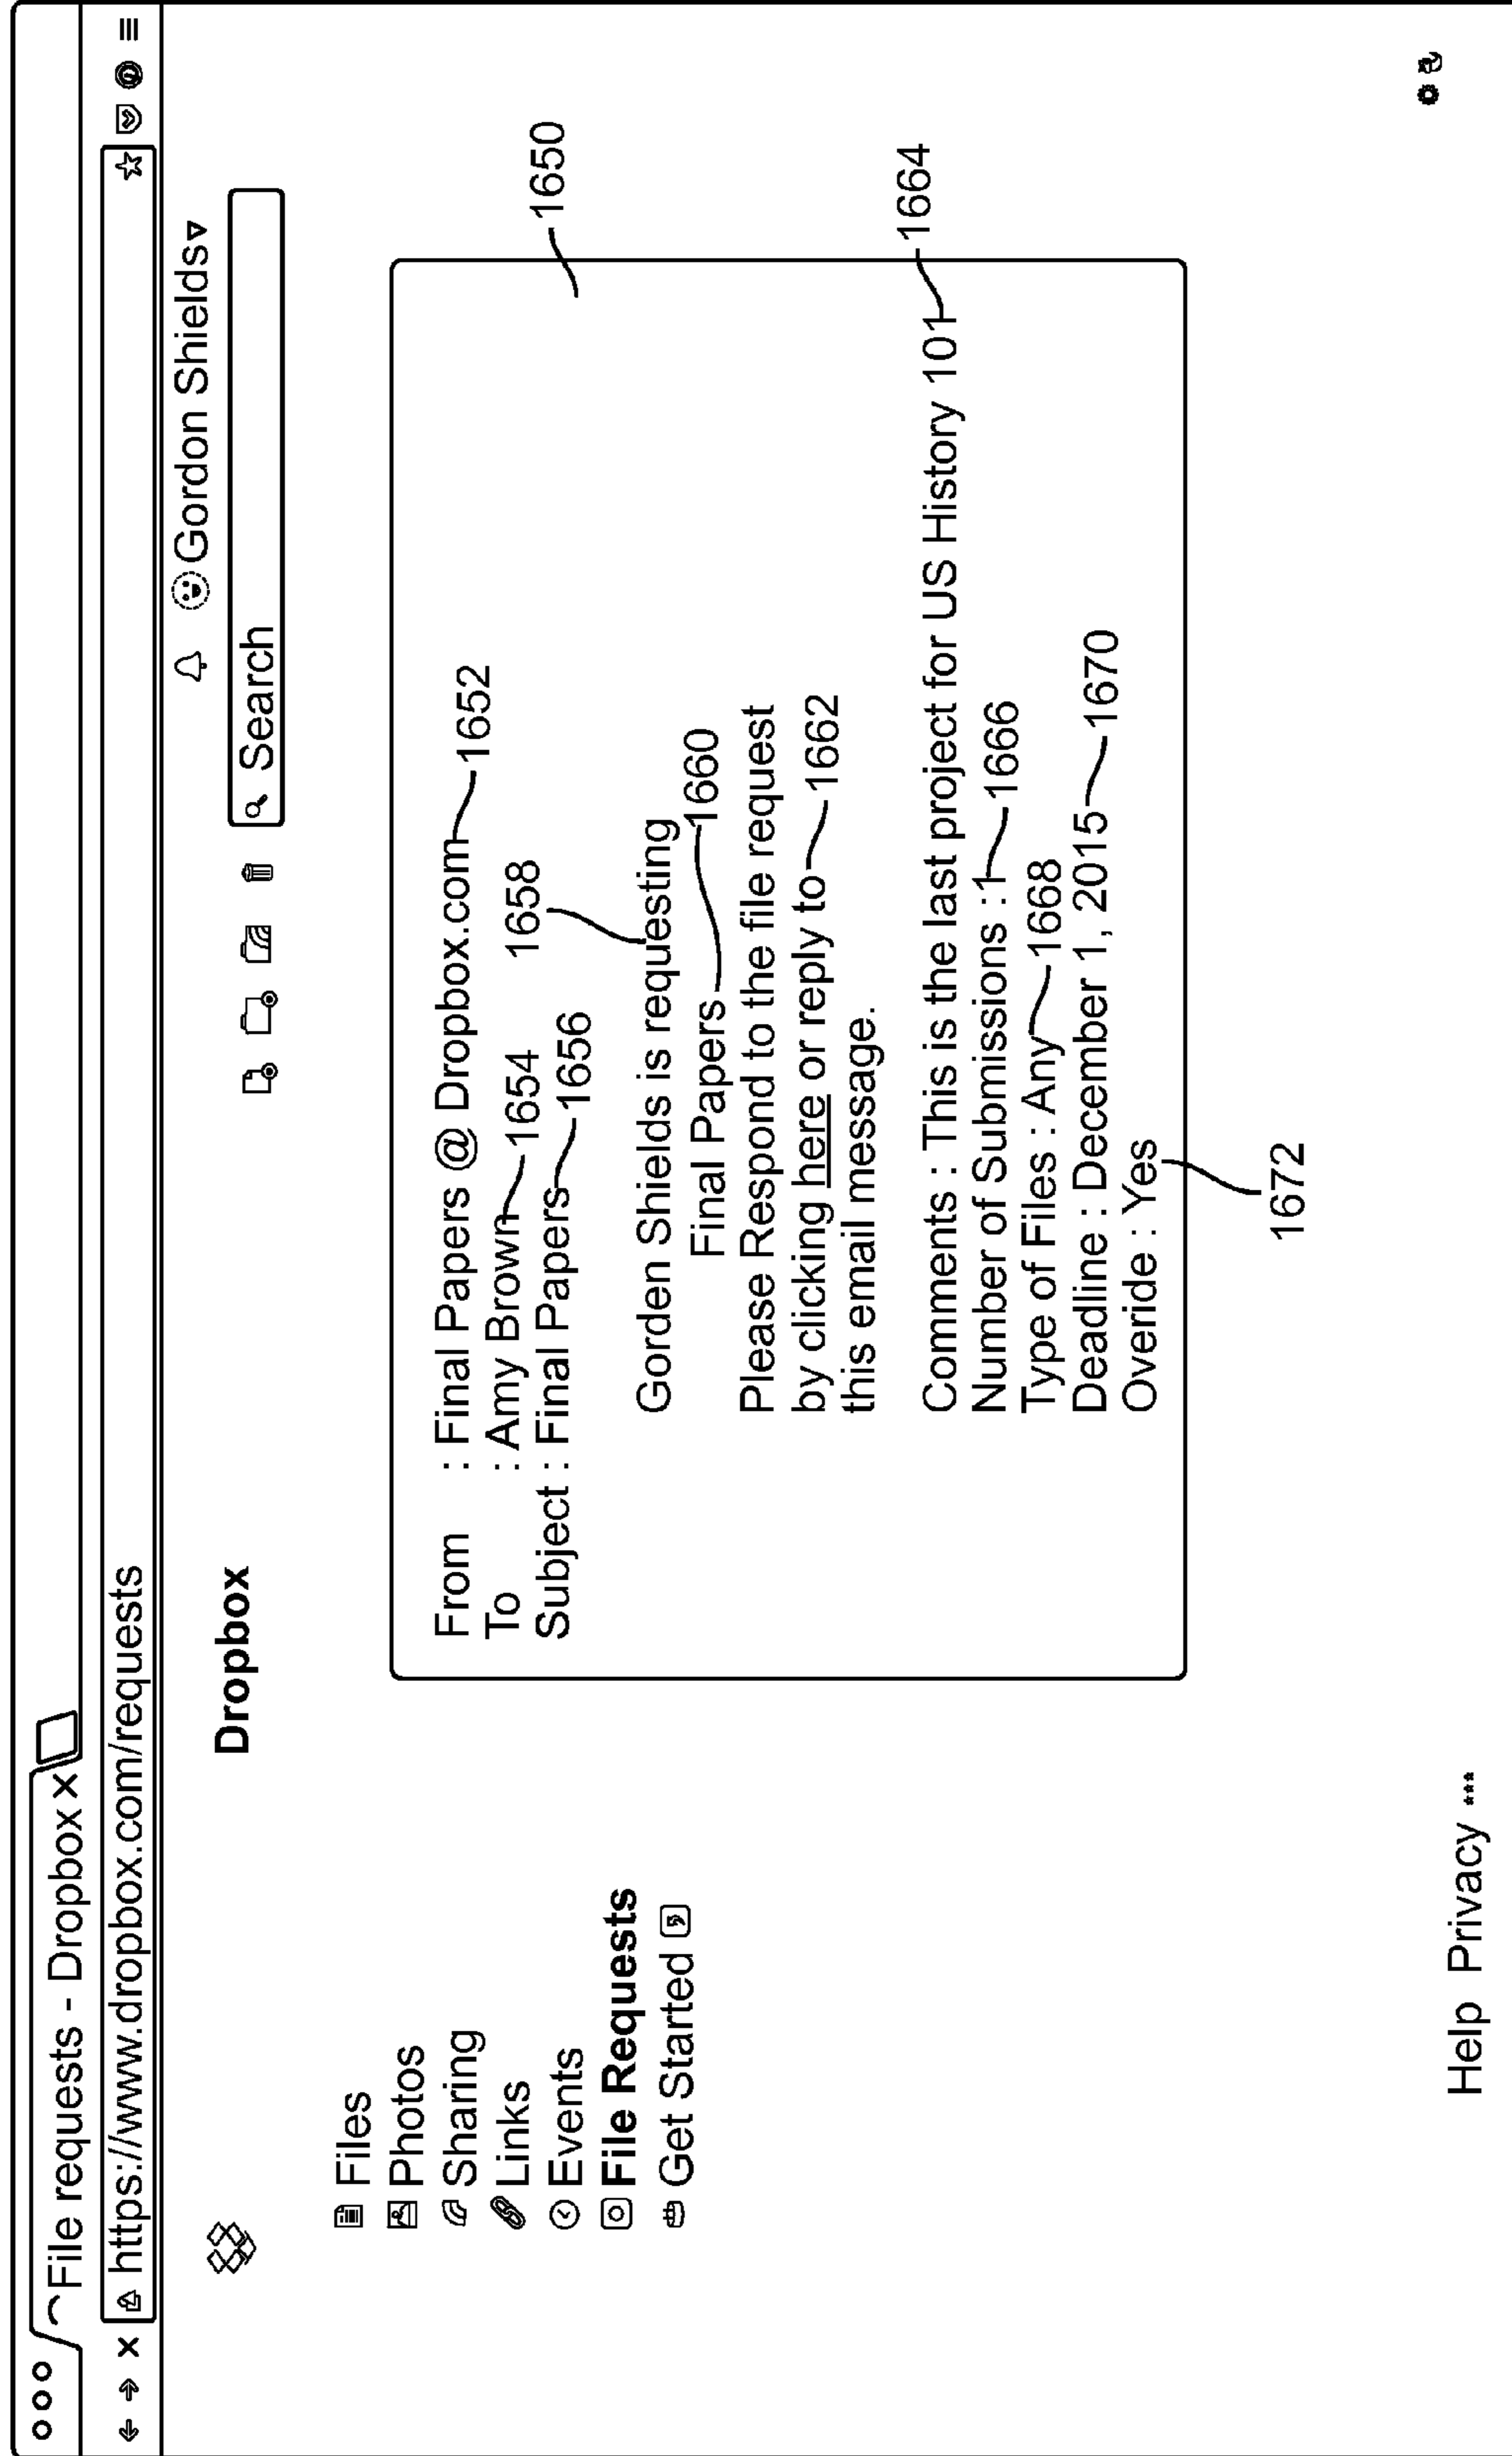 File requests - Dropbox X
https://www.dropbox.com/requests
Dropbox
Gordon Shields
Search
Files
Photos
Sharing
Links
Events
File Requests
Get Started
1650
From : Final Papers @ Dropbox.com 1652
To : Amy Brown 1654
Subject : Final Papers 1656
1658
Gorden Shields is requesting
Final Papers 1660
Please Respond to the file request
by clicking here or reply to 1662
this email message.
Comments : This is the last project for US History 101 1664
Number of Submissions :1 1666
Type of Files : Any 1668
Deadline : December 1, 2015 1670
Overide : Yes
1672
Help Privacy ***